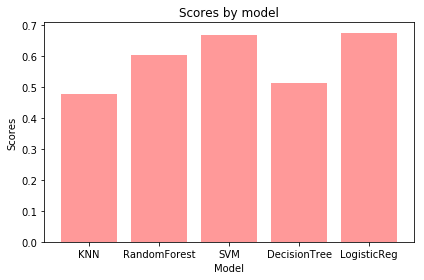 Scores by model
Scores
0.7
0.6
0.5
0.4
0.3
0.2
0.1
0.0
KNN RandomForest SVM DecisionTree LogisticReg
Model